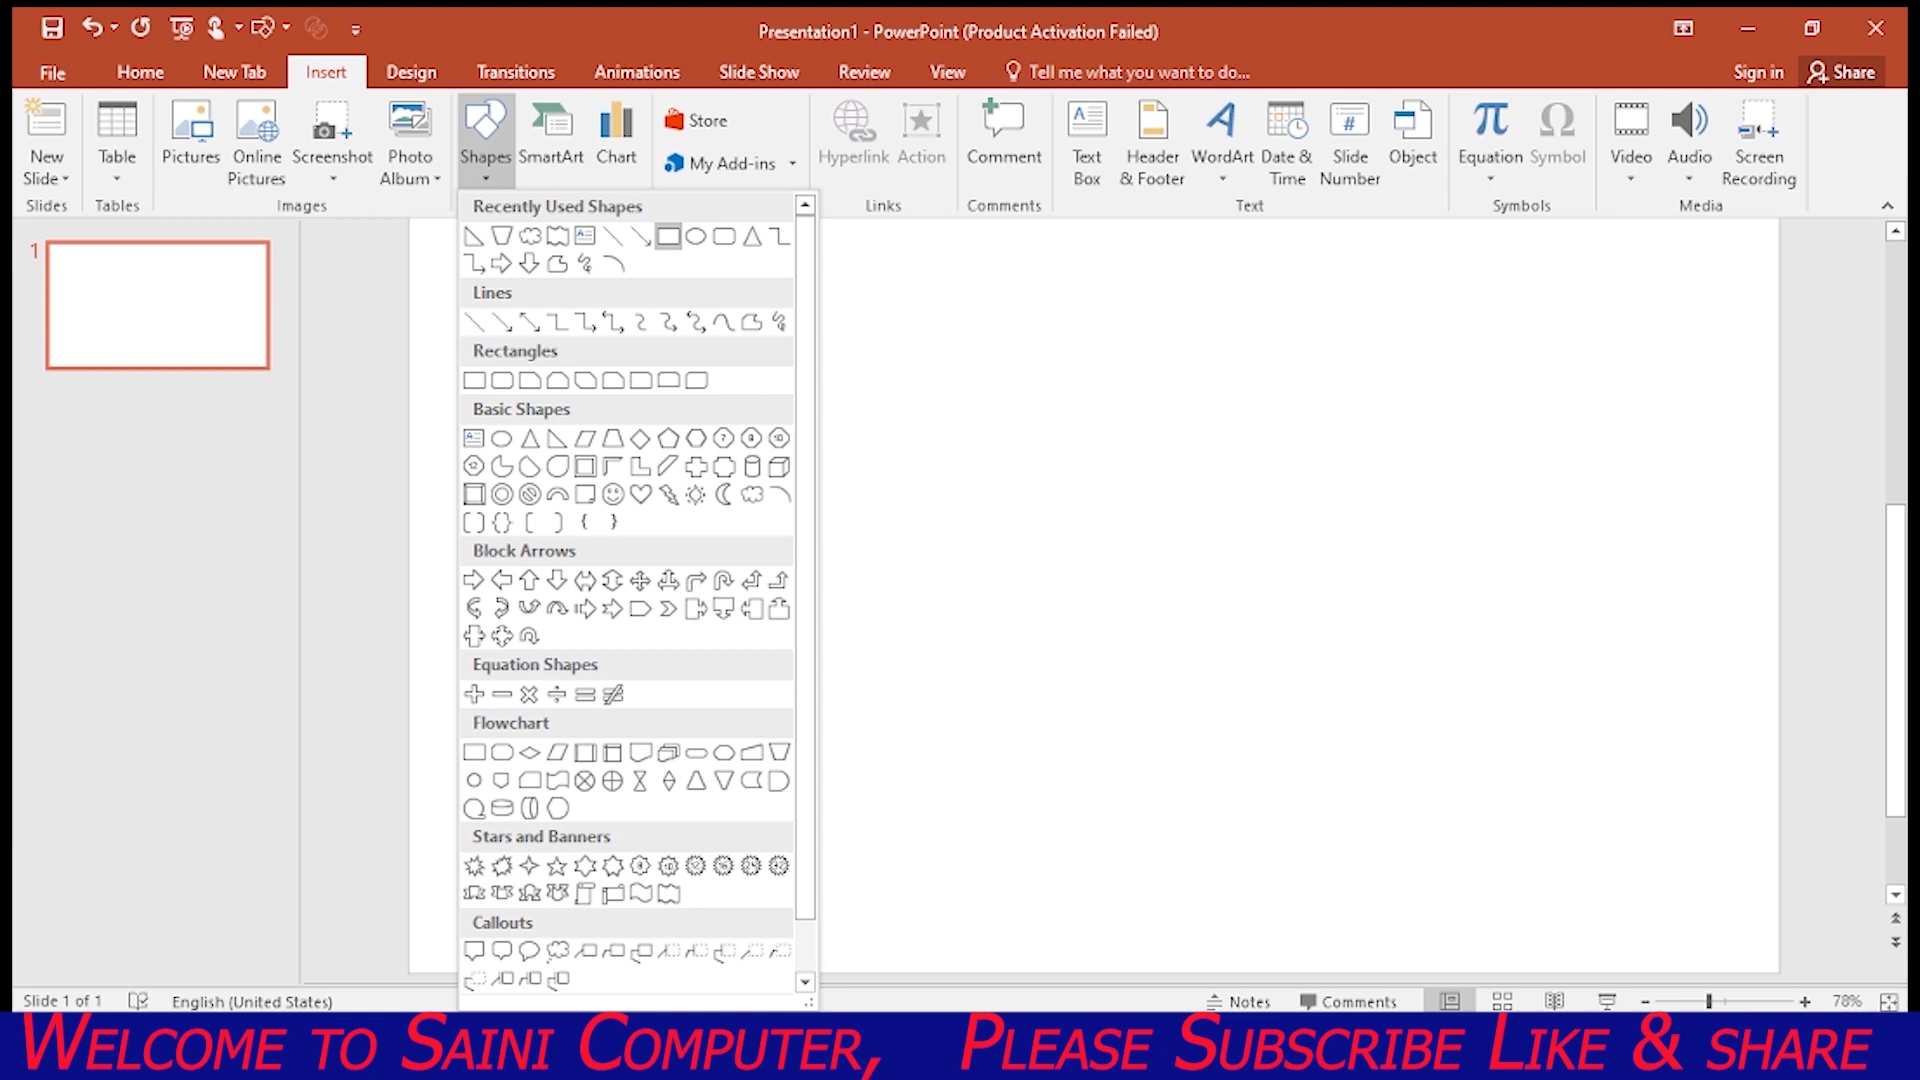 Presentation1 - PowerPoint (Product Activation Failed)
File Home New Tab Insert Design Transitions Animations Slide Show Review View Tell me what you want to do... Sign in Share
New Slide
Table
Pictures
Online Pictures
Screenshot
Photo Album
Shapes
SmartArt
Chart
Store
My Add-ins
Hyperlink
Action
Comment
Text Box
Header & Footer
WordArt
Date & Time
Slide Number
Object
Equation
Symbol
Video
Audio
Screen Recording
Slides Tables Images Links Comments Text Symbols Media
1
Recently Used Shapes
Lines
Rectangles
Basic Shapes
Block Arrows
Equation Shapes
Flowchart
Stars and Banners
Callouts
Slide 1 of 1 English (United States) Notes Comments 78%
WELCOME TO SAINI COMPUTER, PLEASE SUBSCRIBE LIKE & SHARE